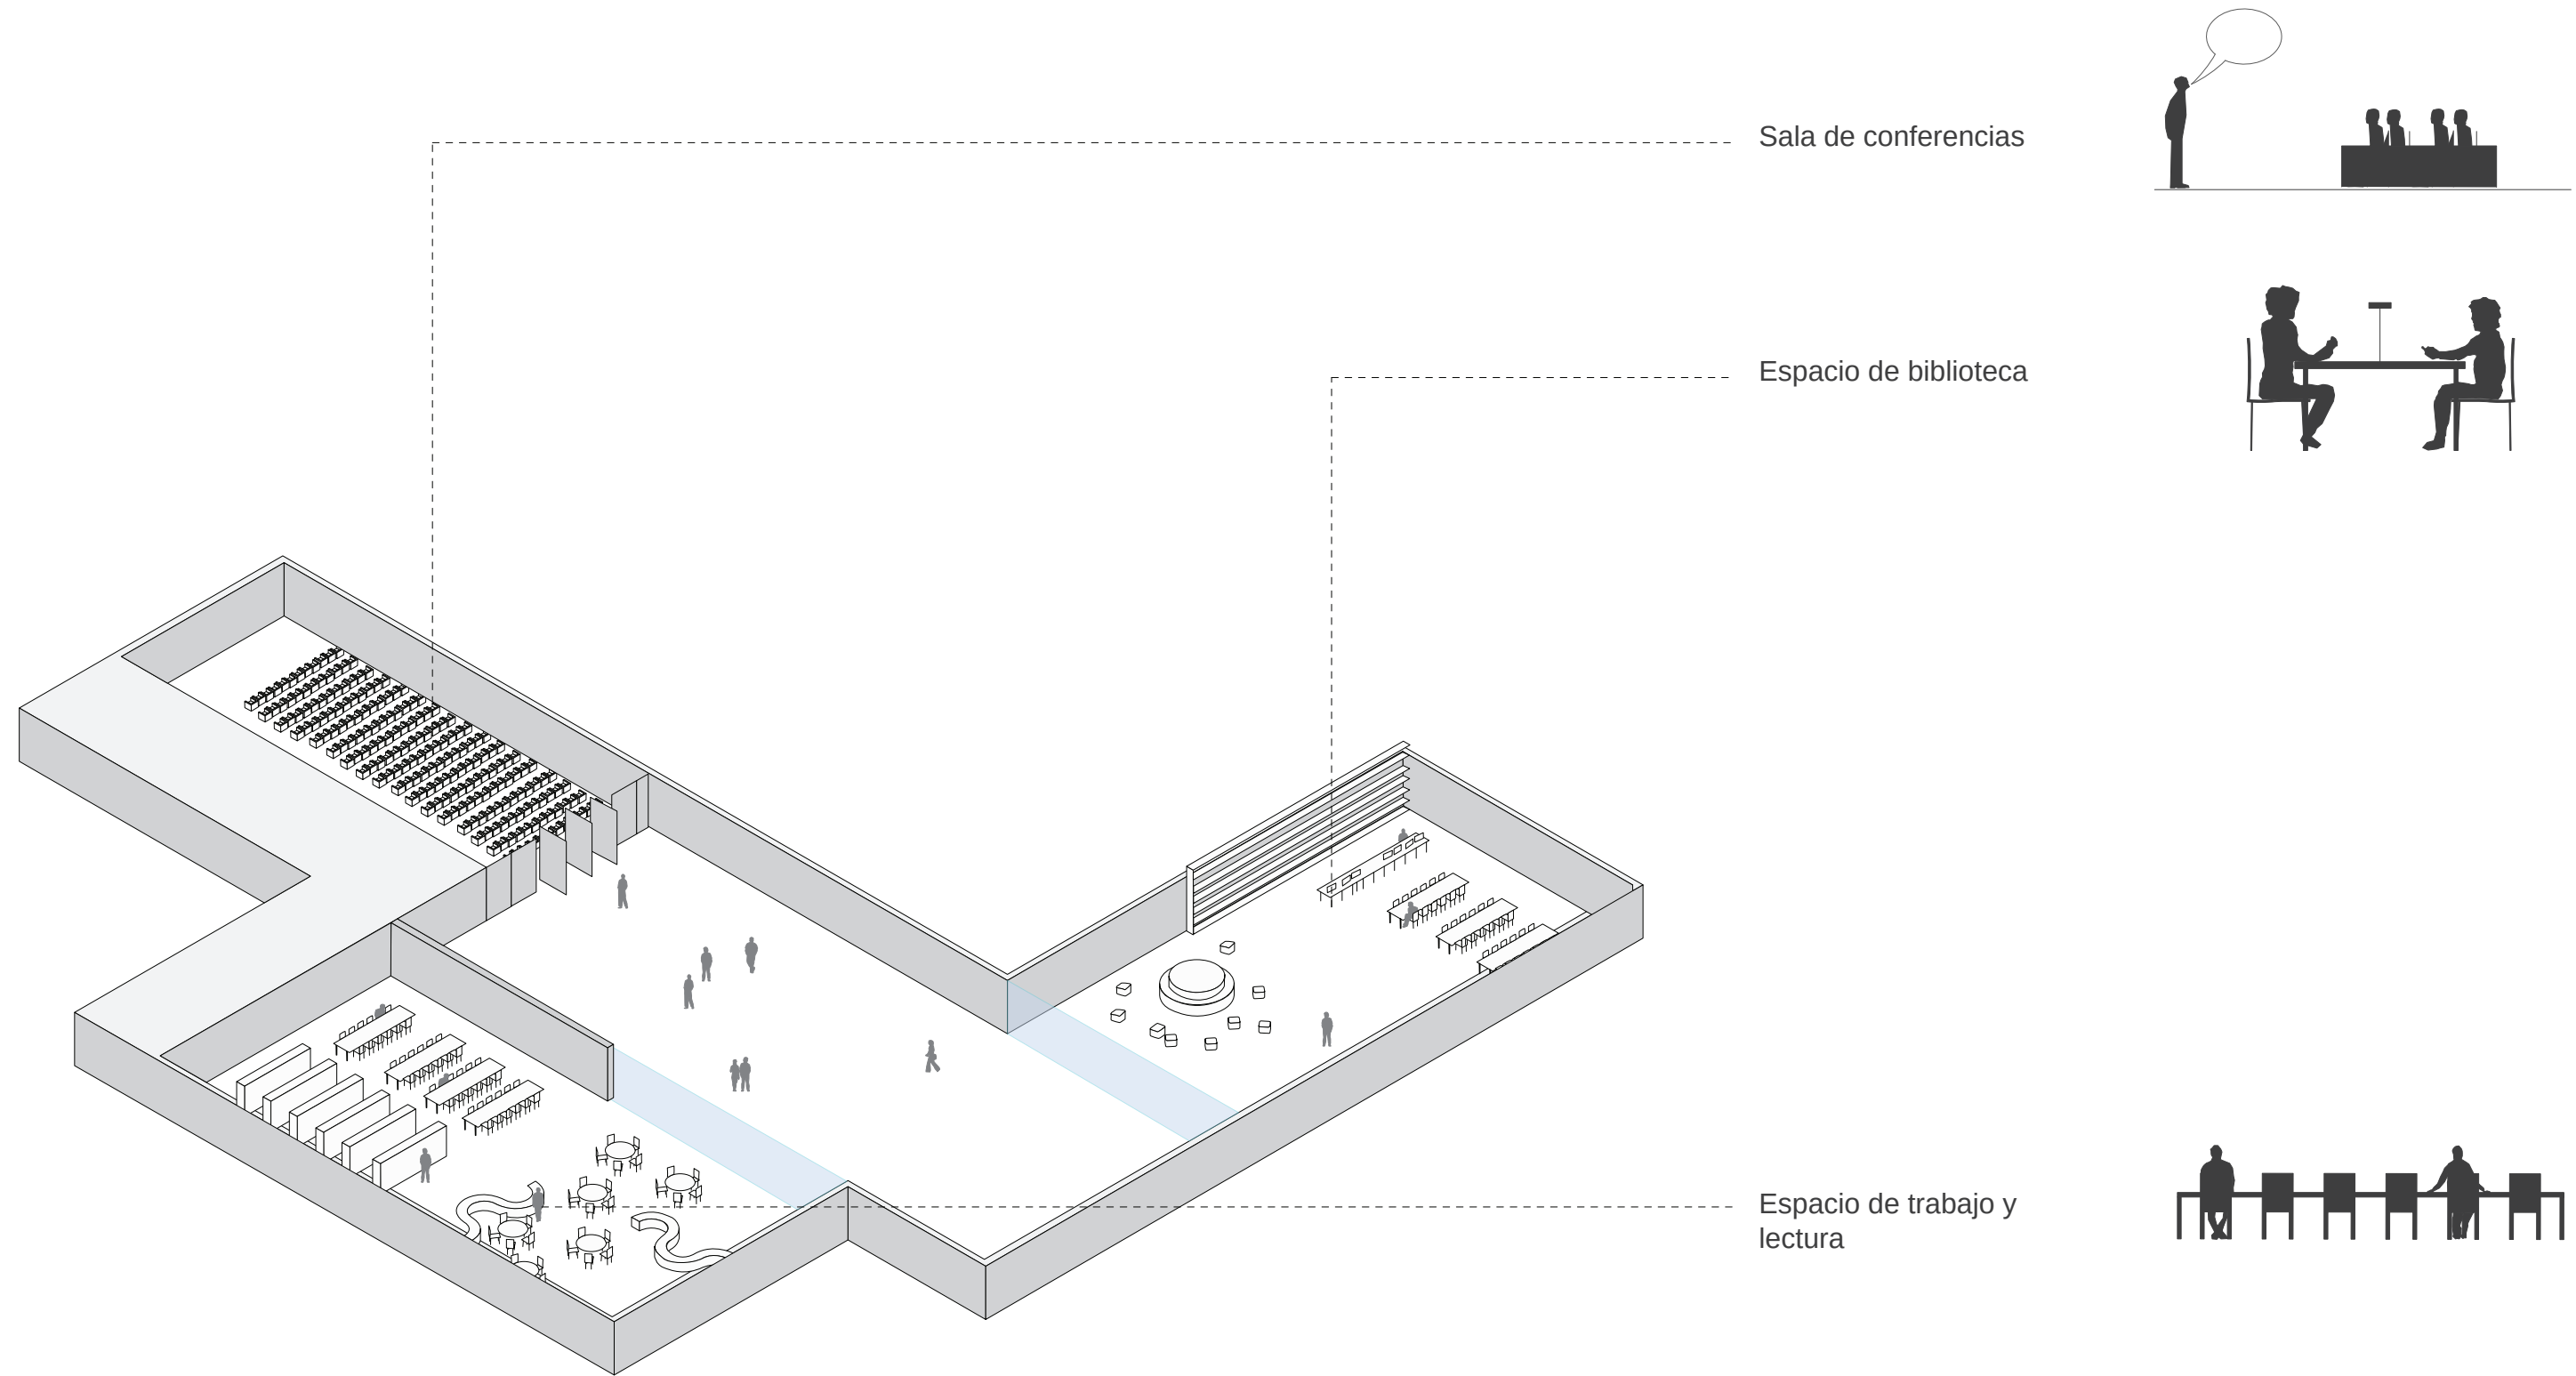 Sala de conferencias
Espacio de biblioteca
Espacio de trabajo y
lectura